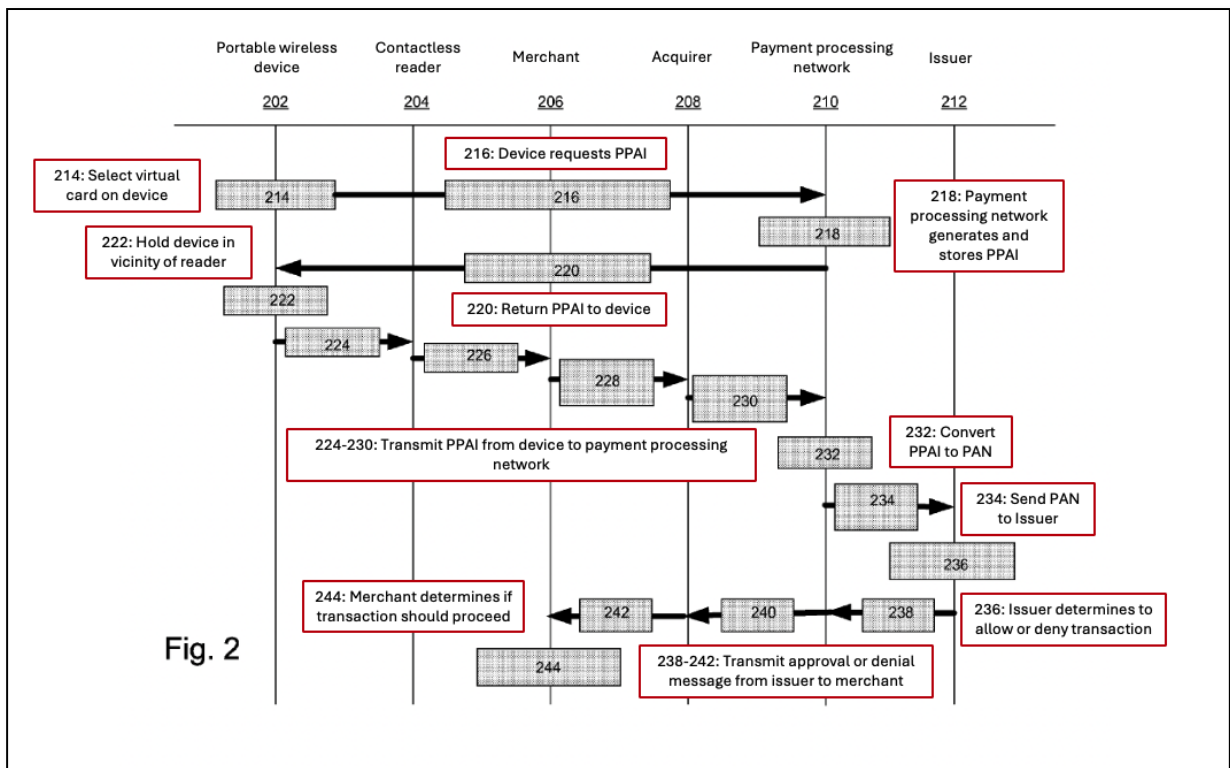 Portable wireless
device
Contactless
reader
Merchant
Acquirer
Payment processing
network
Issuer
202
204
206
208
210
212
216: Device requests PPAI
214: Select virtual
card on device
214
216
218: Payment
processing network
generates and
stores PPAI
218
222: Hold device in
vicinity of reader
220
222
220: Return PPAI to device
224
226
228
230
224-230: Transmit PPAI from device to payment processing
network
232
232: Convert
PPAI to PAN
234
234: Send PAN
to Issuer
236
244: Merchant determines if
transaction should proceed
242
240
238
236: Issuer determines to
allow or deny transaction
Fig. 2
244
238-242: Transmit approval or denial
message from issuer to merchant